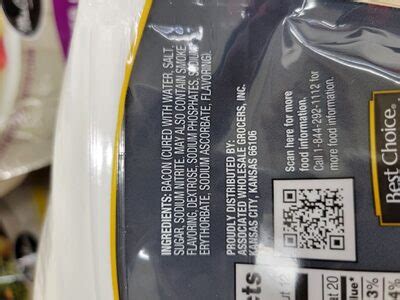 INGREDIENTS: BACON (CURED WITH WATER, SALT,
SUGAR, SODIUM NITRITE. MAY ALSO CONTAIN SMOKE
FLAVORING, DEXTROSE, SODIUM PHOSPHATES, SODIUM
ERYTHORBATE, SODIUM ASCORBATE, FLAVORING).
PROUDLY DISTRIBUTED BY:
ASSOCIATED WHOLESALE GROCERS, INC.
KANSAS CITY, KANSAS 66106
Scan here for more
food information.
Call 1-844-292-1112 for
more food information.
Best Choice